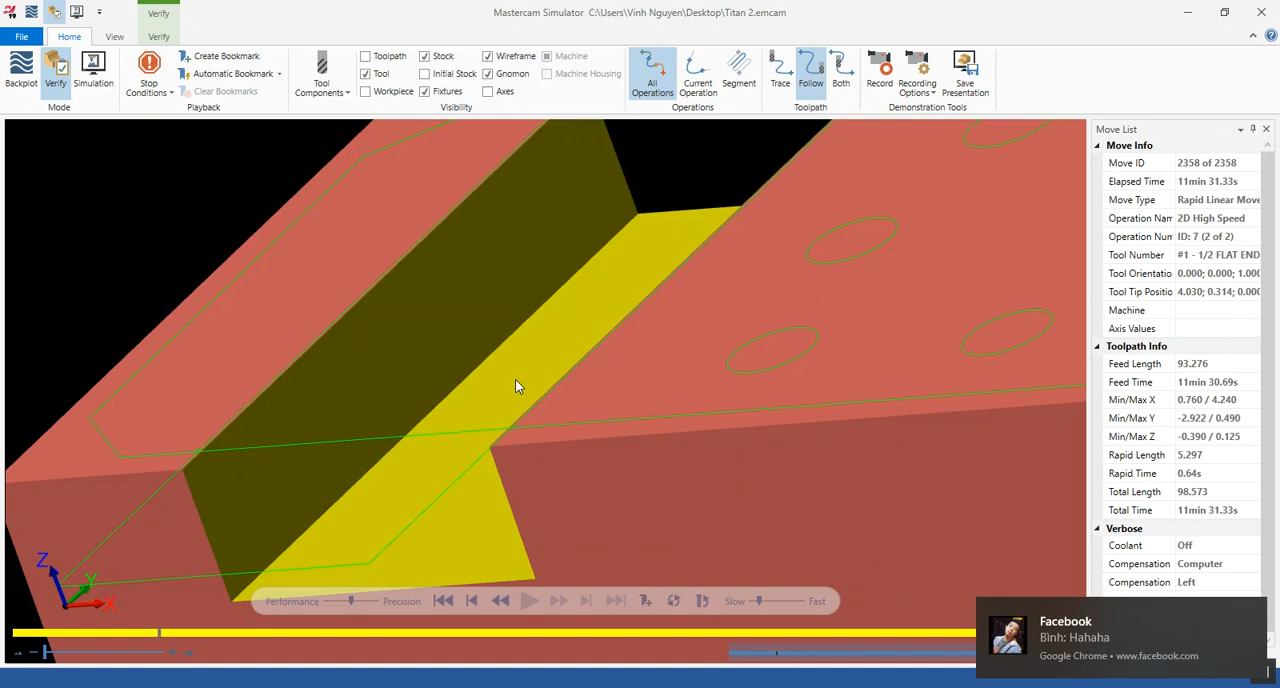 Verify
Mastercam Simulator C:\Users\Vinh Nguyen\Desktop\Titan 2.emcam
File
Home
View
Verify
Backplot
Verify
Simulation
Mode
Stop
Conditions
Create Bookmark
Automatic Bookmark
Clear Bookmarks
Playback
Tool
Components
Toolpath
Tool
Workpiece
Stock
Initial Stock
Fixtures
Wireframe
Gnomon
Axes
Machine
Machine Housing
Visibility
All
Operations
Current
Operation
Segment
Operations
Trace
Follow
Both
Toolpath
Record
Recording
Options
Save
Presentation
Demonstration Tools
Move List
Move Info
Move ID 2358 of 2358
Elapsed Time 11min 31.33s
Move Type Rapid Linear Move
Operation Nam 2D High Speed
Operation Num ID: 7 (2 of 2)
Tool Number #1 - 1/2 FLAT END
Tool Orientatio 0.000; 0.000; 1.000
Tool Tip Positio 4.030; 0.314; 0.000
Machine
Axis Values
Toolpath Info
Feed Length 93.276
Feed Time 11min 30.69s
Min/Max X 0.760 / 4.240
Min/Max Y -2.922 / 0.490
Min/Max Z -0.390 / 0.125
Rapid Length 5.297
Rapid Time 0.64s
Total Length 98.573
Total Time 11min 31.33s
Verbose
Coolant Off
Compensation Computer
Compensation Left
Z
Y
X
Performance
Precision
Slow
Fast
Facebook
Bình: Hahaha
Google Chrome • www.facebook.com